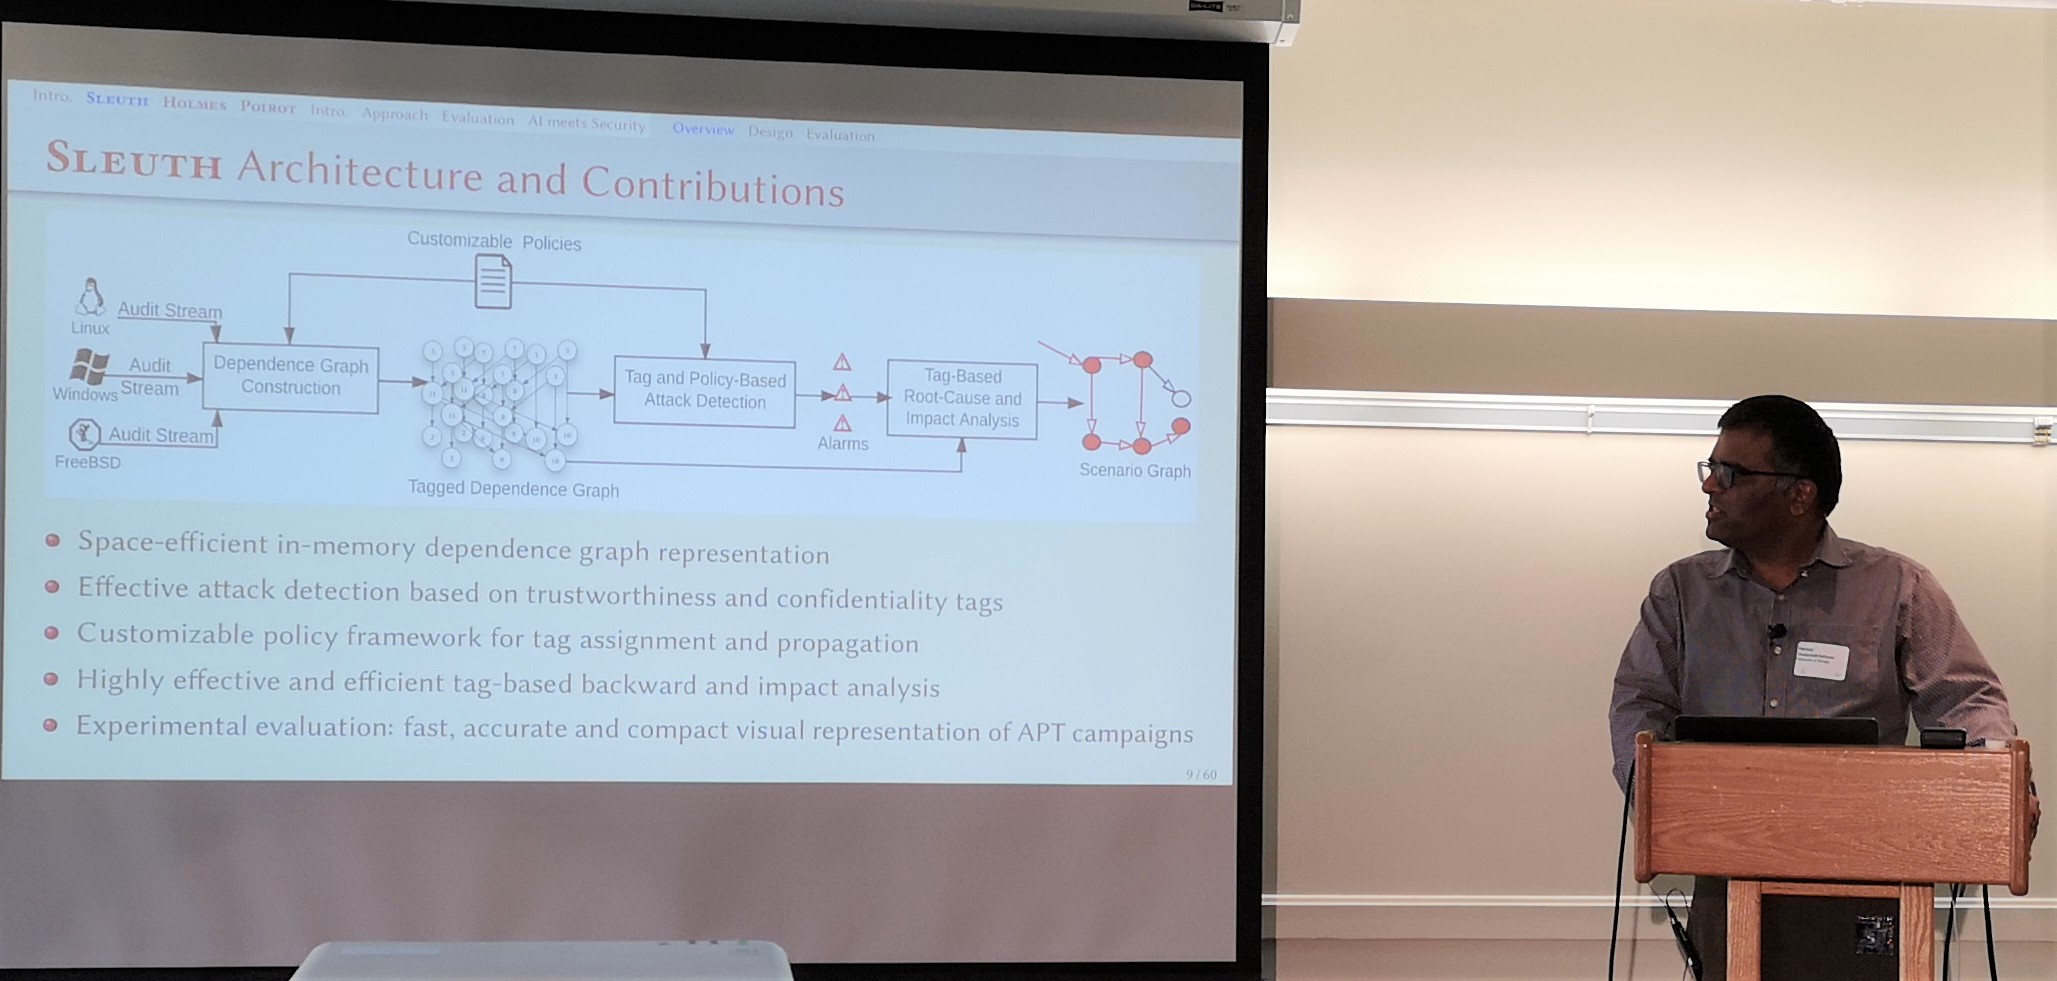 DA-LITE
Intro. SLEUTH HOLMES POIROT Intro. Approach Evaluation AI meets Security Overview Design Evaluation
SLEUTH Architecture and Contributions
Customizable Policies
Linux
Audit Stream
Windows
Audit
Stream
FreeBSD
Audit Stream
Dependence Graph
Construction
Tagged Dependence Graph
Tag and Policy-Based
Attack Detection
Alarms
Tag-Based
Root-Cause and
Impact Analysis
Scenario Graph
Space-efficient in-memory dependence graph representation
Effective attack detection based on trustworthiness and confidentiality tags
Customizable policy framework for tag assignment and propagation
Highly effective and efficient tag-based backward and impact analysis
Experimental evaluation: fast, accurate and compact visual representation of APT campaigns
9 / 60